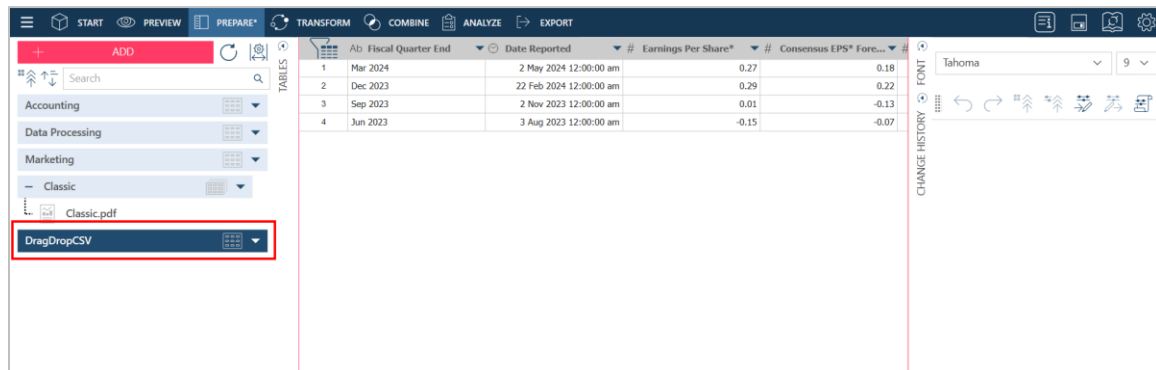 START PREVIEW PREPARE* TRANSFORM COMBINE ANALYZE EXPORT
+ ADD
Search
Accounting
Data Processing
Marketing
− Classic
Classic.pdf
DragDropCSV
TABLES
Ab Fiscal Quarter End Date Reported # Earnings Per Share* # Consensus EPS* Fore... #
1 Mar 2024 2 May 2024 12:00:00 am 0.27 0.18
2 Dec 2023 22 Feb 2024 12:00:00 am 0.29 0.22
3 Sep 2023 2 Nov 2023 12:00:00 am 0.01 -0.13
4 Jun 2023 3 Aug 2023 12:00:00 am -0.15 -0.07
FONT
Tahoma 9
CHANGE HISTORY